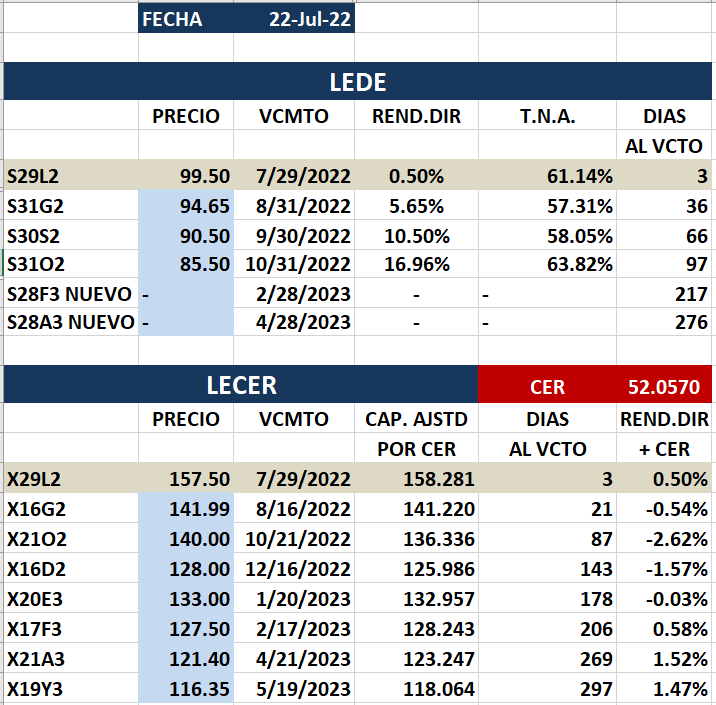 FECHA 22-Jul-22
LEDE
PRECIO VCMTO REND.DIR T.N.A. DIAS
AL VCTO
S29L2 99.50 7/29/2022 0.50% 61.14% 3
S31G2 94.65 8/31/2022 5.65% 57.31% 36
S30S2 90.50 9/30/2022 10.50% 58.05% 66
S31O2 85.50 10/31/2022 16.96% 63.82% 97
S28F3 NUEVO - 2/28/2023 - - 217
S28A3 NUEVO - 4/28/2023 - - 276
LECER CER 52.0570
PRECIO VCMTO CAP. AJSTD DIAS REND.DIR
POR CER AL VCTO + CER
X29L2 157.50 7/29/2022 158.281 3 0.50%
X16G2 141.99 8/16/2022 141.220 21 -0.54%
X21O2 140.00 10/21/2022 136.336 87 -2.62%
X16D2 128.00 12/16/2022 125.986 143 -1.57%
X20E3 133.00 1/20/2023 132.957 178 -0.03%
X17F3 127.50 2/17/2023 128.243 206 0.58%
X21A3 121.40 4/21/2023 123.247 269 1.52%
X19Y3 116.35 5/19/2023 118.064 297 1.47%